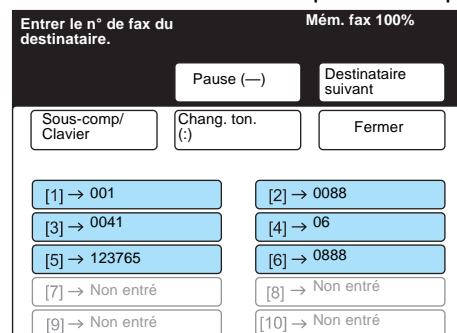 Entrer le n° de fax du
destinataire.
Mém. fax 100%
Pause (—)
Destinataire
suivant
Sous-comp/
Clavier
Chang. ton.
(:)
Fermer
[1] → 001
[2] → 0088
[3] → 0041
[4] → 06
[5] → 123765
[6] → 0888
[7] → Non entré
[8] → Non entré
[9] → Non entré
[10] → Non entré